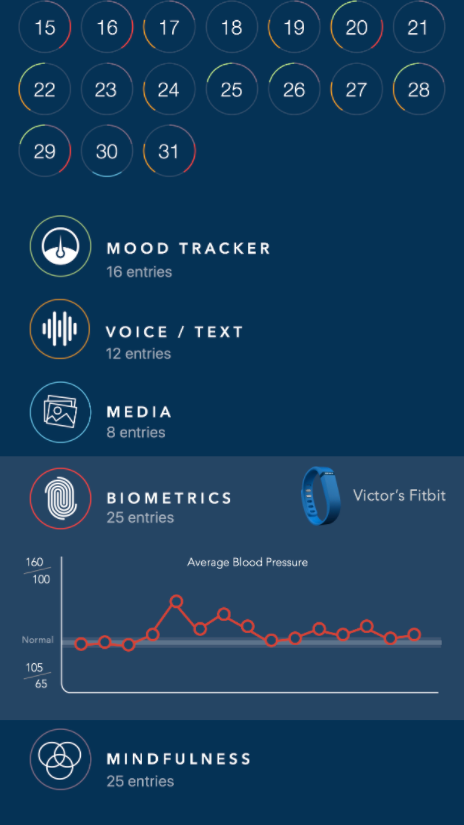 15 16 17 18 19 20 21
22 23 24 25 26 27 28
29 30 31
MOOD TRACKER
16 entries
VOICE / TEXT
12 entries
MEDIA
8 entries
BIOMETRICS
25 entries
Victor's Fitbit
Average Blood Pressure
160
100
Normal
105
65
MINDFULNESS
25 entries